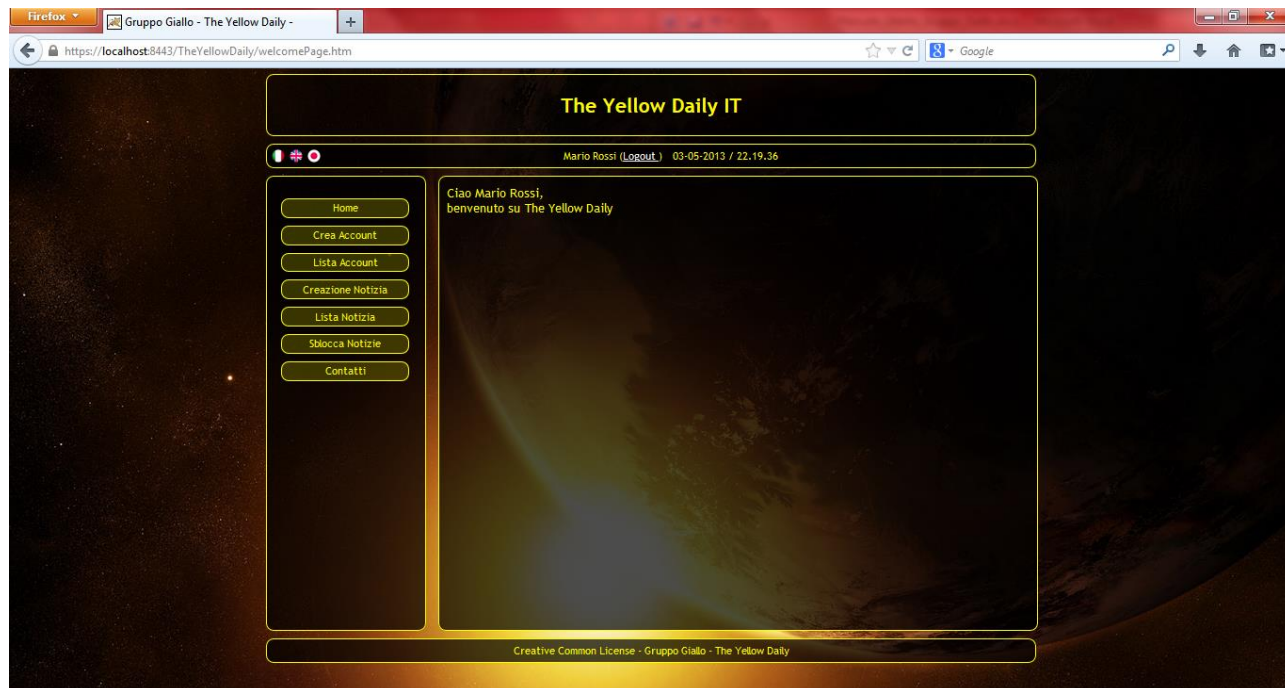 Firefox
Gruppo Giallo - The Yellow Daily -
https://localhost:8443/TheYellowDaily/welcomePage.htm
Google
The Yellow Daily IT
Mario Rossi (Logout ) 03-05-2013 / 22.19.36
Home
Crea Account
Lista Account
Creazione Notizia
Lista Notizia
Sblocca Notizie
Contatti
Ciao Mario Rossi,
benvenuto su The Yellow Daily
Creative Common License - Gruppo Giallo - The Yellow Daily